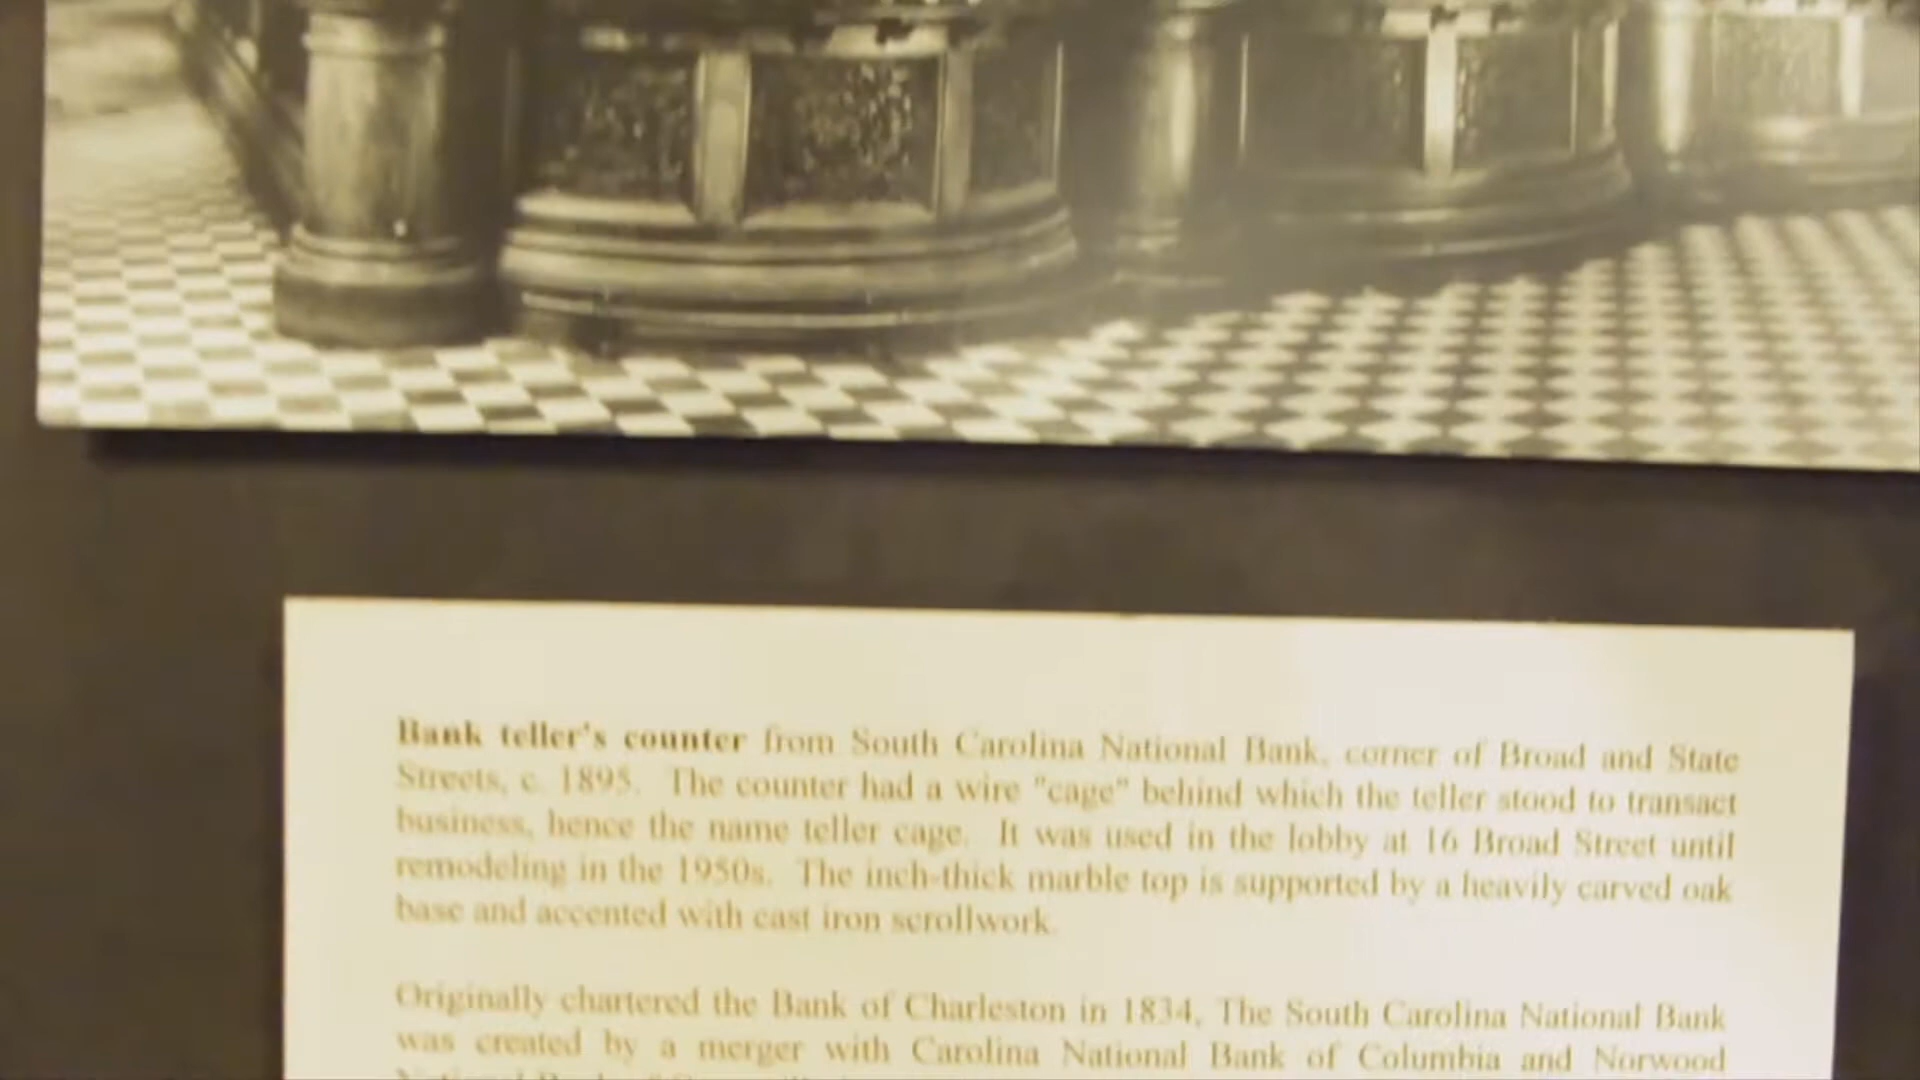 Bank teller's counter from South Carolina National Bank, corner of Broad and State
Streets, c. 1895. The counter had a wire "cage" behind which the teller stood to transact
business, hence the name teller cage. It was used in the lobby at 16 Broad Street until
remodeling in the 1950s. The inch-thick marble top is supported by a heavily carved oak
base and accented with cast iron scrollwork.
Originally chartered the Bank of Charleston in 1834, The South Carolina National Bank
was created by a merger with Carolina National Bank of Columbia and Norwood